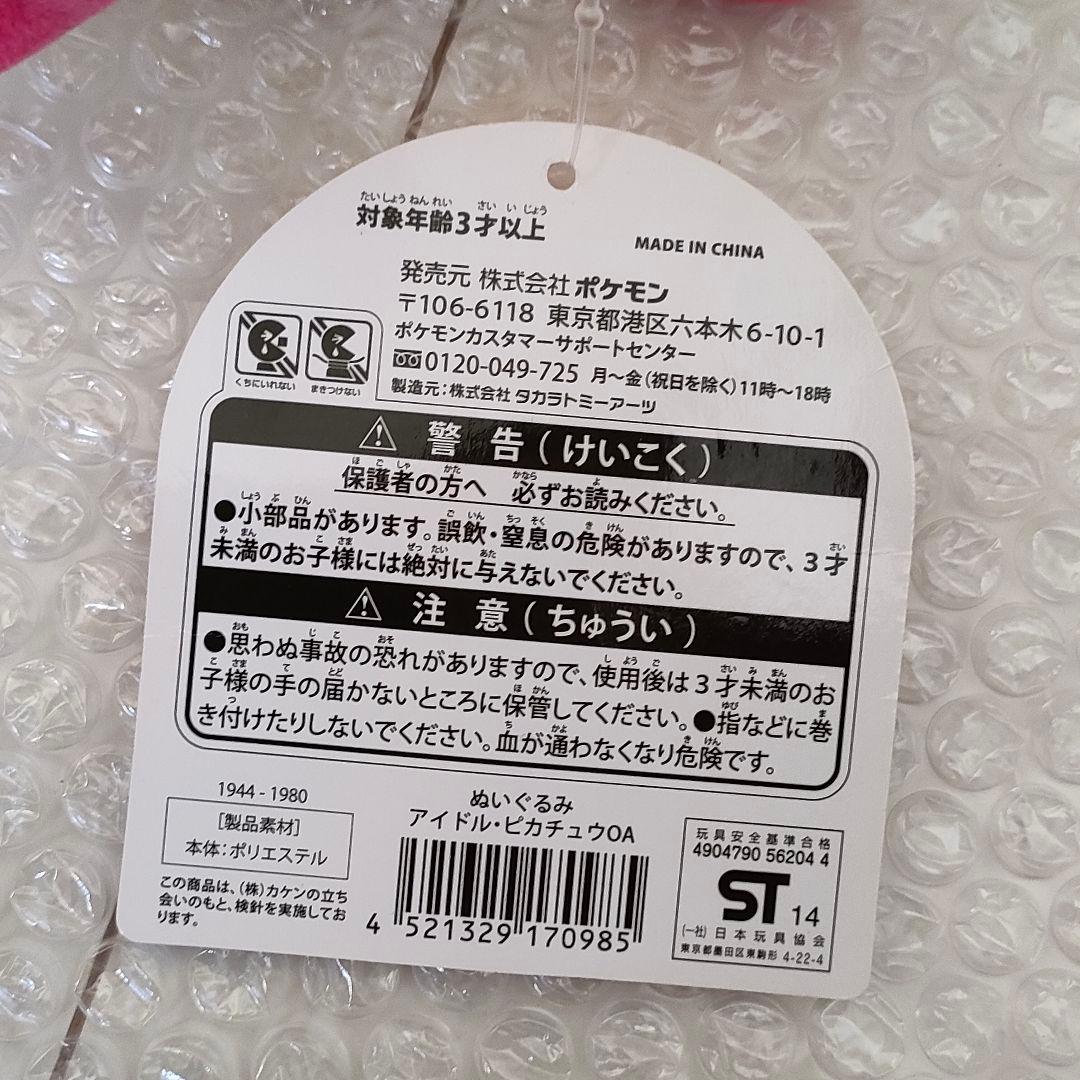 対象年齢3才以上
MADE IN CHINA
発売元 株式会社 ポケモン
〒106-6118 東京都港区六本木6-10-1
ポケモンカスタマーサポートセンター
0120-049-725 月～金(祝日を除く)11時～18時
製造元：株式会社 タカラトミーアーツ
くちにいれない まきつけない
⚠ 警 告(けいこく)
保護者の方へ 必ずお読みください。
●小部品があります。誤飲・窒息の危険がありますので、3才
未満のお子様には絶対に与えないでください。
⚠ 注 意(ちゅうい)
●思わぬ事故の恐れがありますので、使用後は3才未満のお
子様の手の届かないところに保管してください。●指などに巻
き付けたりしないでください。血が通わなくなり危険です。
1944 - 1980
［製品素材］
本体：ポリエステル
この商品は、(株)カケンの立ち
会いのもと、検針を実施してお
ります。
ぬいぐるみ
アイドル・ピカチュウOA
4 521329 170985
玩具安全基準合格
4904790 56204 4
ST 14
(一社) 日本玩具協会
東京都墨田区東駒形 4-22-4